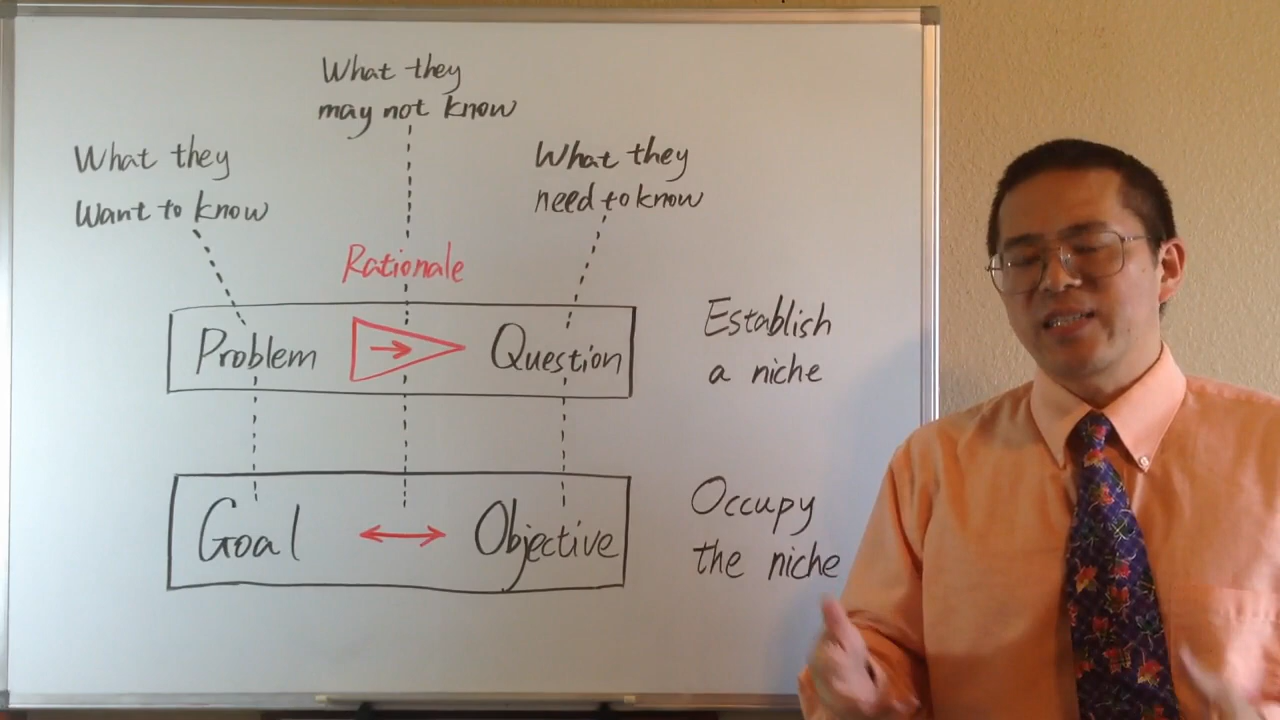 What they
may not know
What they
Want to know
What they
need to know
Rationale
Problem
Question
Establish
a niche
Goal
Objective
Occupy
the niche